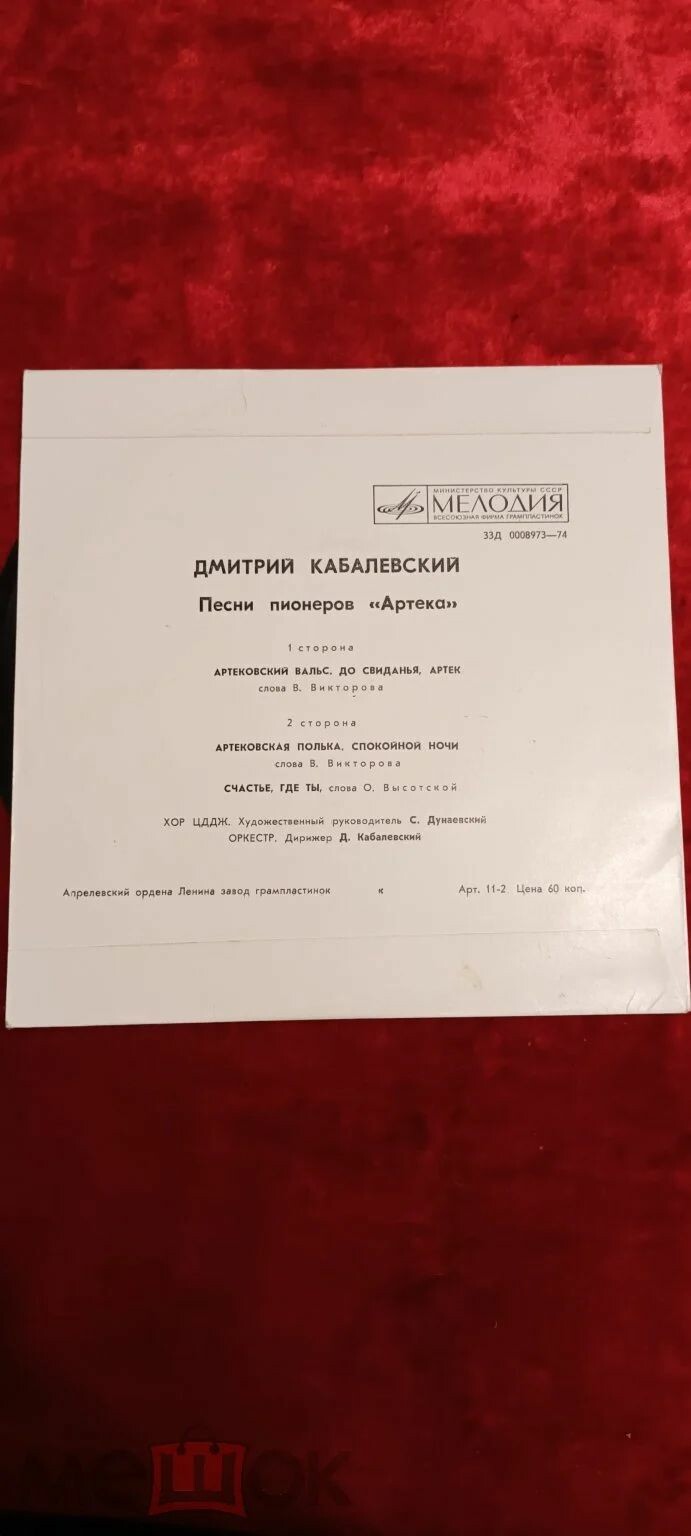 МИНИСТЕРСТВО КУЛЬТУРЫ СССР
МЕЛОДИЯ
ВСЕСОЮЗНАЯ ФИРМА ГРАМПЛАСТИНОК
33Д 0008973—74
ДМИТРИЙ КАБАЛЕВСКИЙ
Песни пионеров «Артека»
1 сторона
АРТЕКОВСКИЙ ВАЛЬС. ДО СВИДАНЬЯ, АРТЕК
слова В. Викторова
2 сторона
АРТЕКОВСКАЯ ПОЛЬКА. СПОКОЙНОЙ НОЧИ
слова В. Викторова
СЧАСТЬЕ, ГДЕ ТЫ, слова О. Высотской
ХОР ЦДДЖ. Художественный руководитель С. Дунаевский
ОРКЕСТР. Дирижер Д. Кабалевский
Апрелевский ордена Ленина завод грампластинок к Арт. 11-2 Цена 60 коп.
мешок